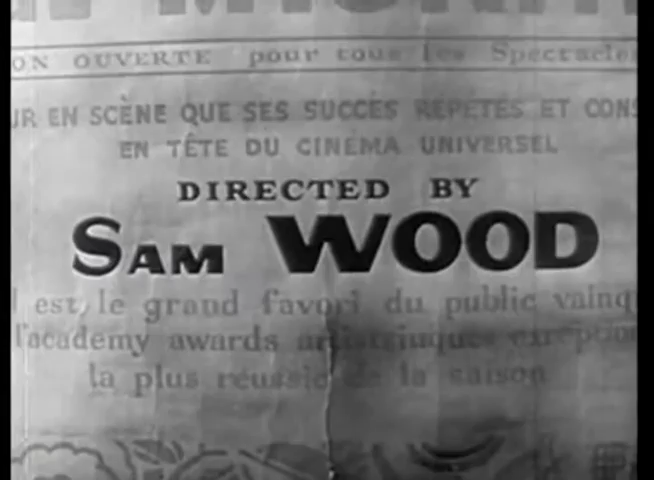 ON OUVERTE pour tous les Spectacles
UR EN SCÈNE QUE SES SUCCÈS RÉPÉTÉS ET CONS
EN TÊTE DU CINÉMA UNIVERSEL
DIRECTED BY
SAM WOOD
est le grand favori du public vainq
l'academy awards
la plus réussie de la saison